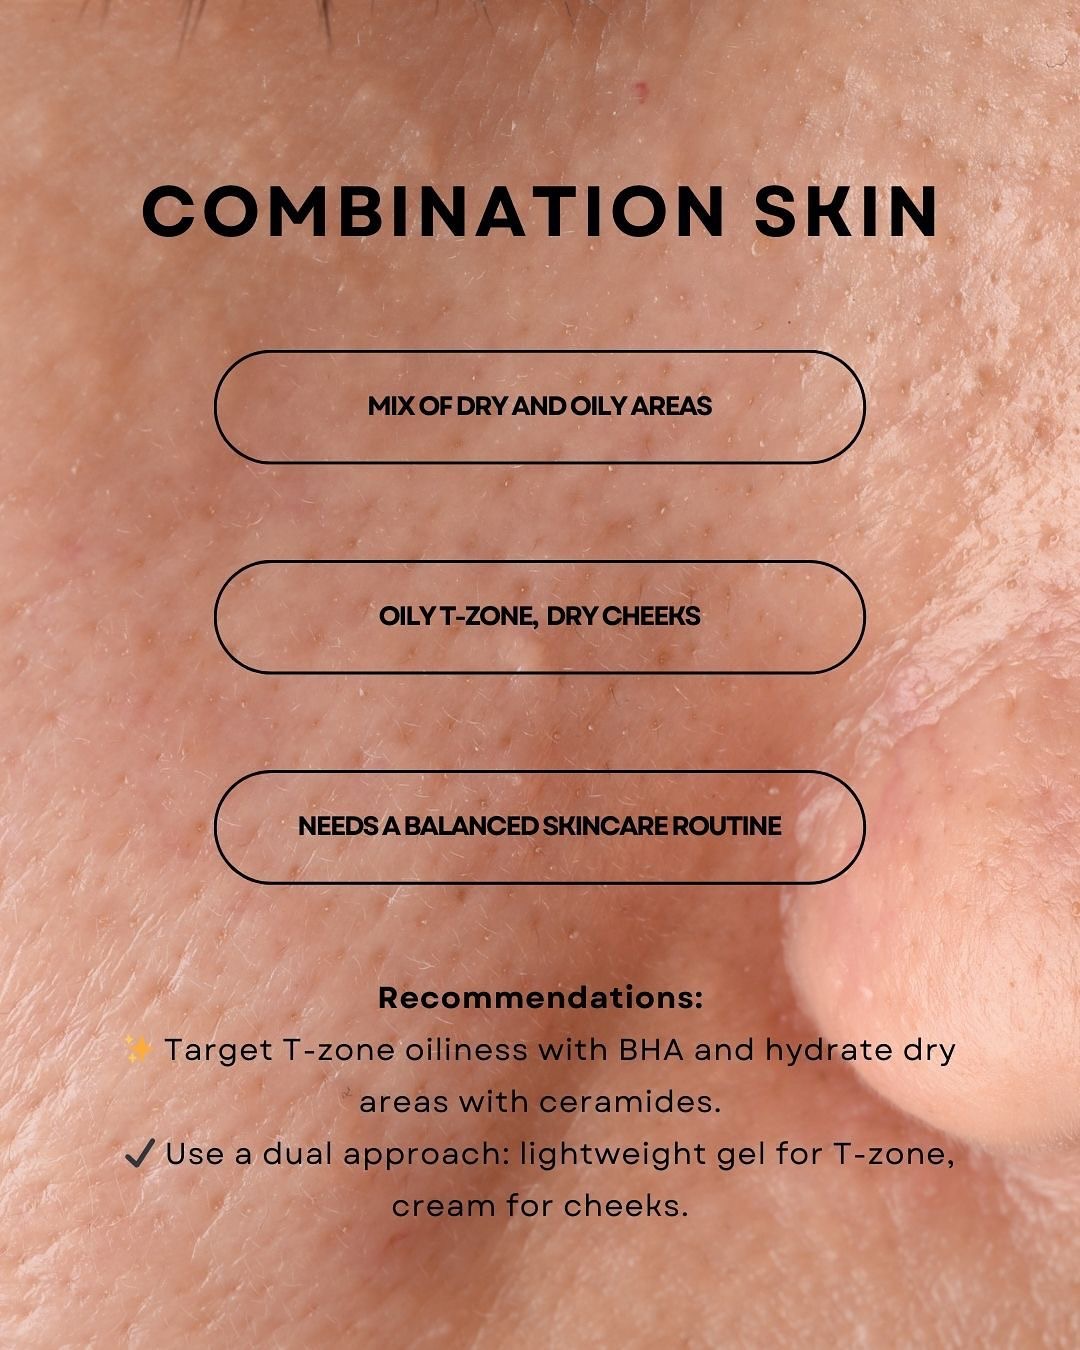 COMBINATION SKIN
MIX OF DRY AND OILY AREAS
OILY T-ZONE, DRY CHEEKS
NEEDS A BALANCED SKINCARE ROUTINE
Recommendations:
✨ Target T-zone oiliness with BHA and hydrate dry
areas with ceramides.
✔ Use a dual approach: lightweight gel for T-zone,
cream for cheeks.